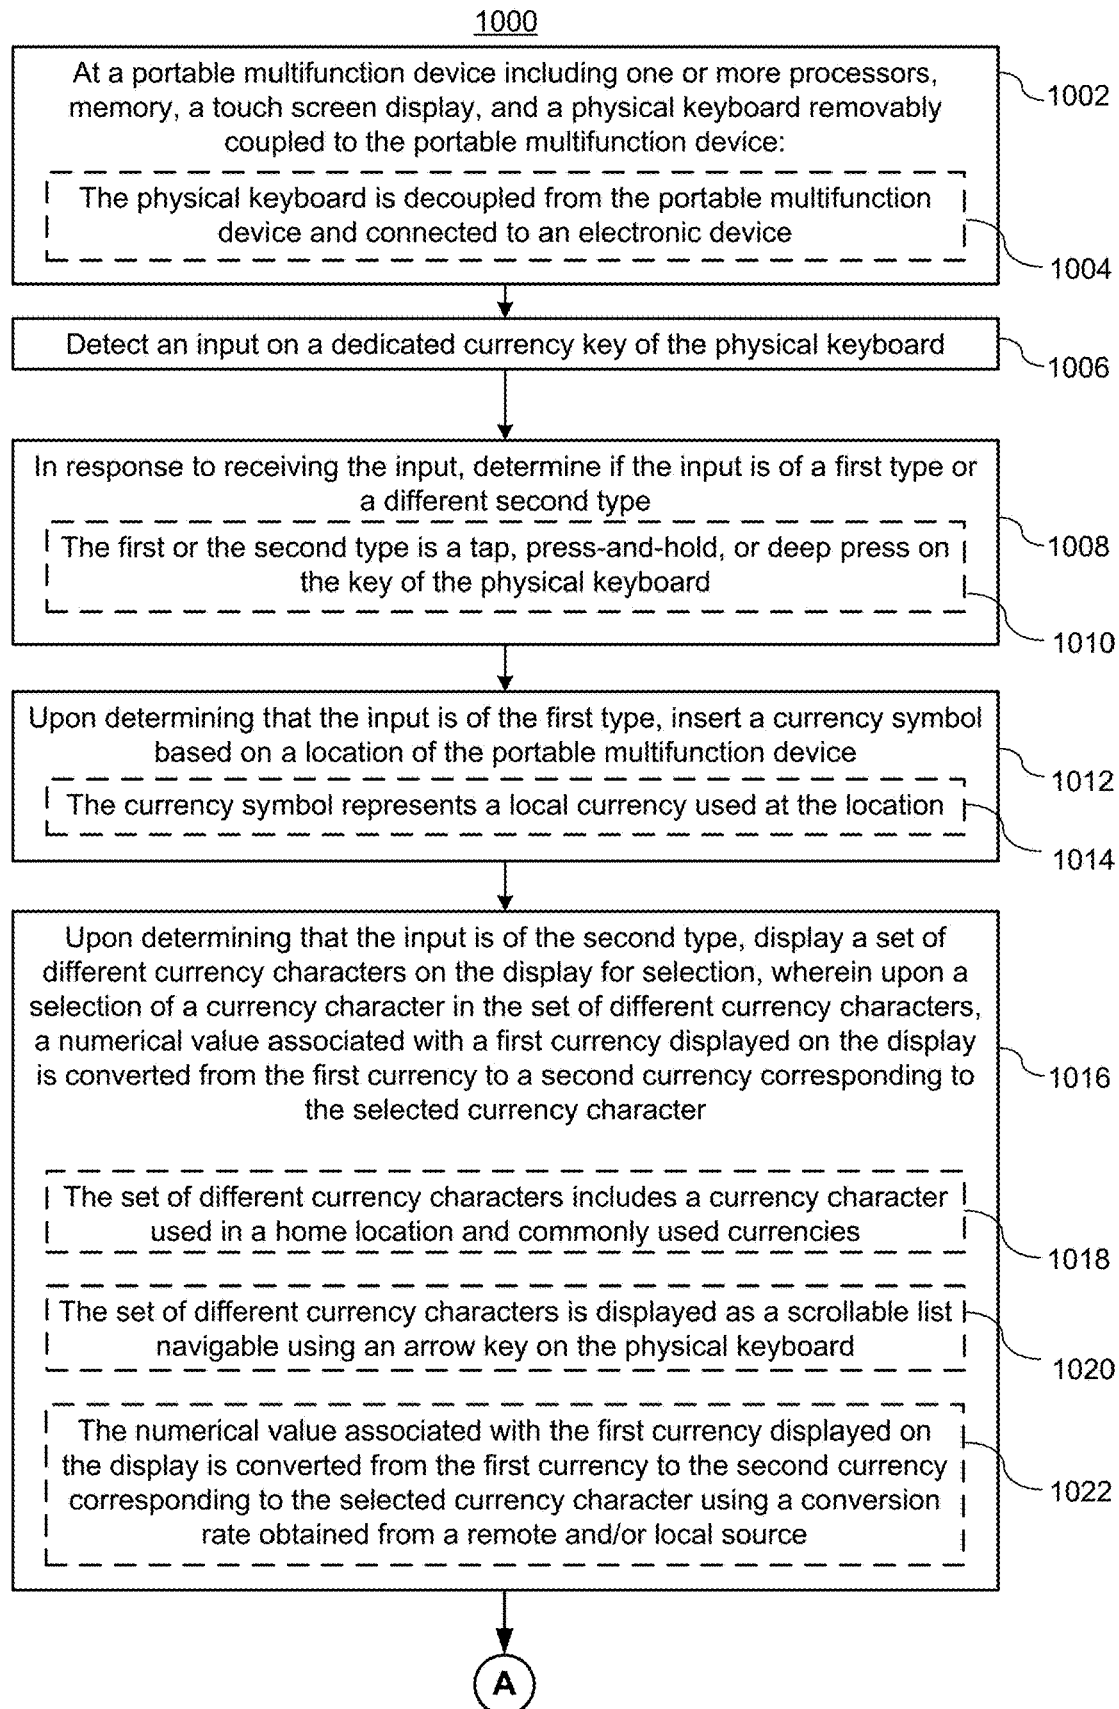 1000
At a portable multifunction device including one or more processors,
memory, a touch screen display, and a physical keyboard removably
coupled to the portable multifunction device:
1002
The physical keyboard is decoupled from the portable multifunction
device and connected to an electronic device
1004
Detect an input on a dedicated currency key of the physical keyboard
1006
In response to receiving the input, determine if the input is of a first type or
a different second type
1008
The first or the second type is a tap, press-and-hold, or deep press on
the key of the physical keyboard
1010
Upon determining that the input is of the first type, insert a currency symbol
based on a location of the portable multifunction device
1012
The currency symbol represents a local currency used at the location
1014
Upon determining that the input is of the second type, display a set of
different currency characters on the display for selection, wherein upon a
selection of a currency character in the set of different currency characters,
a numerical value associated with a first currency displayed on the display
is converted from the first currency to a second currency corresponding to
the selected currency character
1016
The set of different currency characters includes a currency character
used in a home location and commonly used currencies
1018
The set of different currency characters is displayed as a scrollable list
navigable using an arrow key on the physical keyboard
1020
The numerical value associated with the first currency displayed on
the display is converted from the first currency to the second currency
corresponding to the selected currency character using a conversion
rate obtained from a remote and/or local source
1022
A